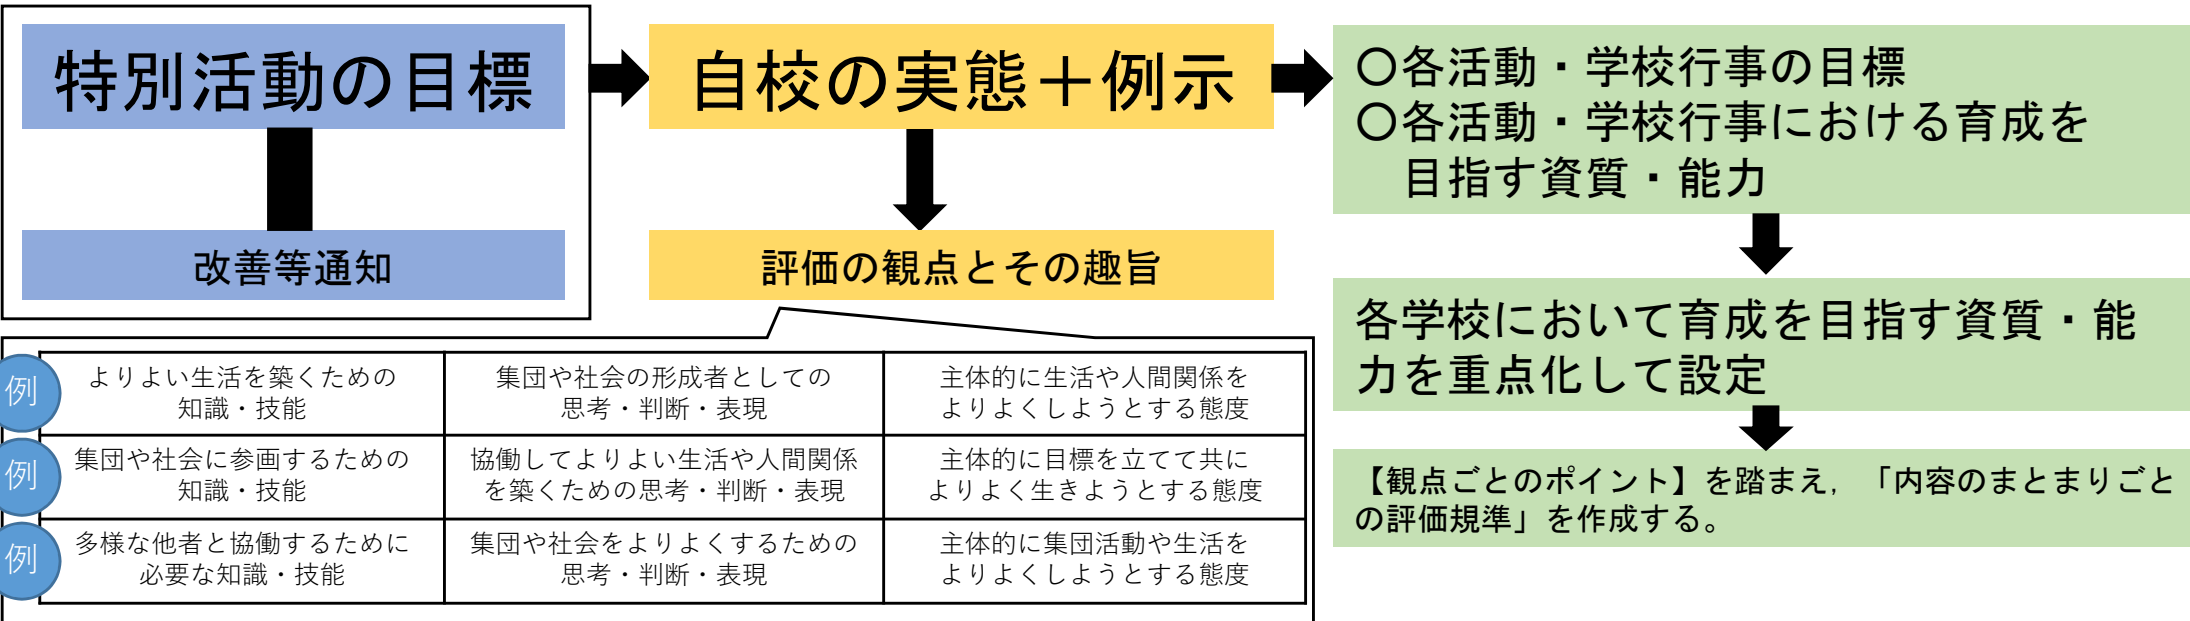 特別活動の目標
改善等通知
自校の実態＋例示
評価の観点とその趣旨
例
よりよい生活を築くための
知識・技能
集団や社会の形成者としての
思考・判断・表現
主体的に生活や人間関係を
よりよくしようとする態度
例
集団や社会に参画するための
知識・技能
協働してよりよい生活や人間関係
を築くための思考・判断・表現
主体的に目標を立てて共に
よりよく生きようとする態度
例
多様な他者と協働するために
必要な知識・技能
集団や社会をよりよくするための
思考・判断・表現
主体的に集団活動や生活を
よりよくしようとする態度
〇各活動・学校行事の目標
〇各活動・学校行事における育成を
目指す資質・能力
各学校において育成を目指す資質・能
力を重点化して設定
【観点ごとのポイント】を踏まえ，「内容のまとまりごと
の評価規準」を作成する。